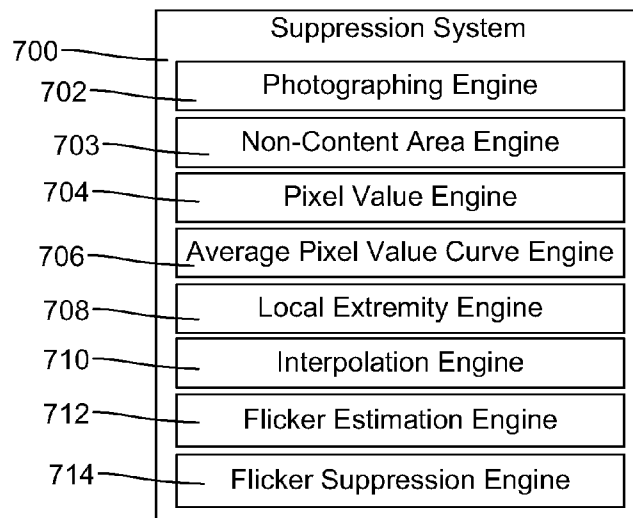 Suppression System
700
702 Photographing Engine
703 Non-Content Area Engine
704 Pixel Value Engine
706 Average Pixel Value Curve Engine
708 Local Extremity Engine
710 Interpolation Engine
712 Flicker Estimation Engine
714 Flicker Suppression Engine